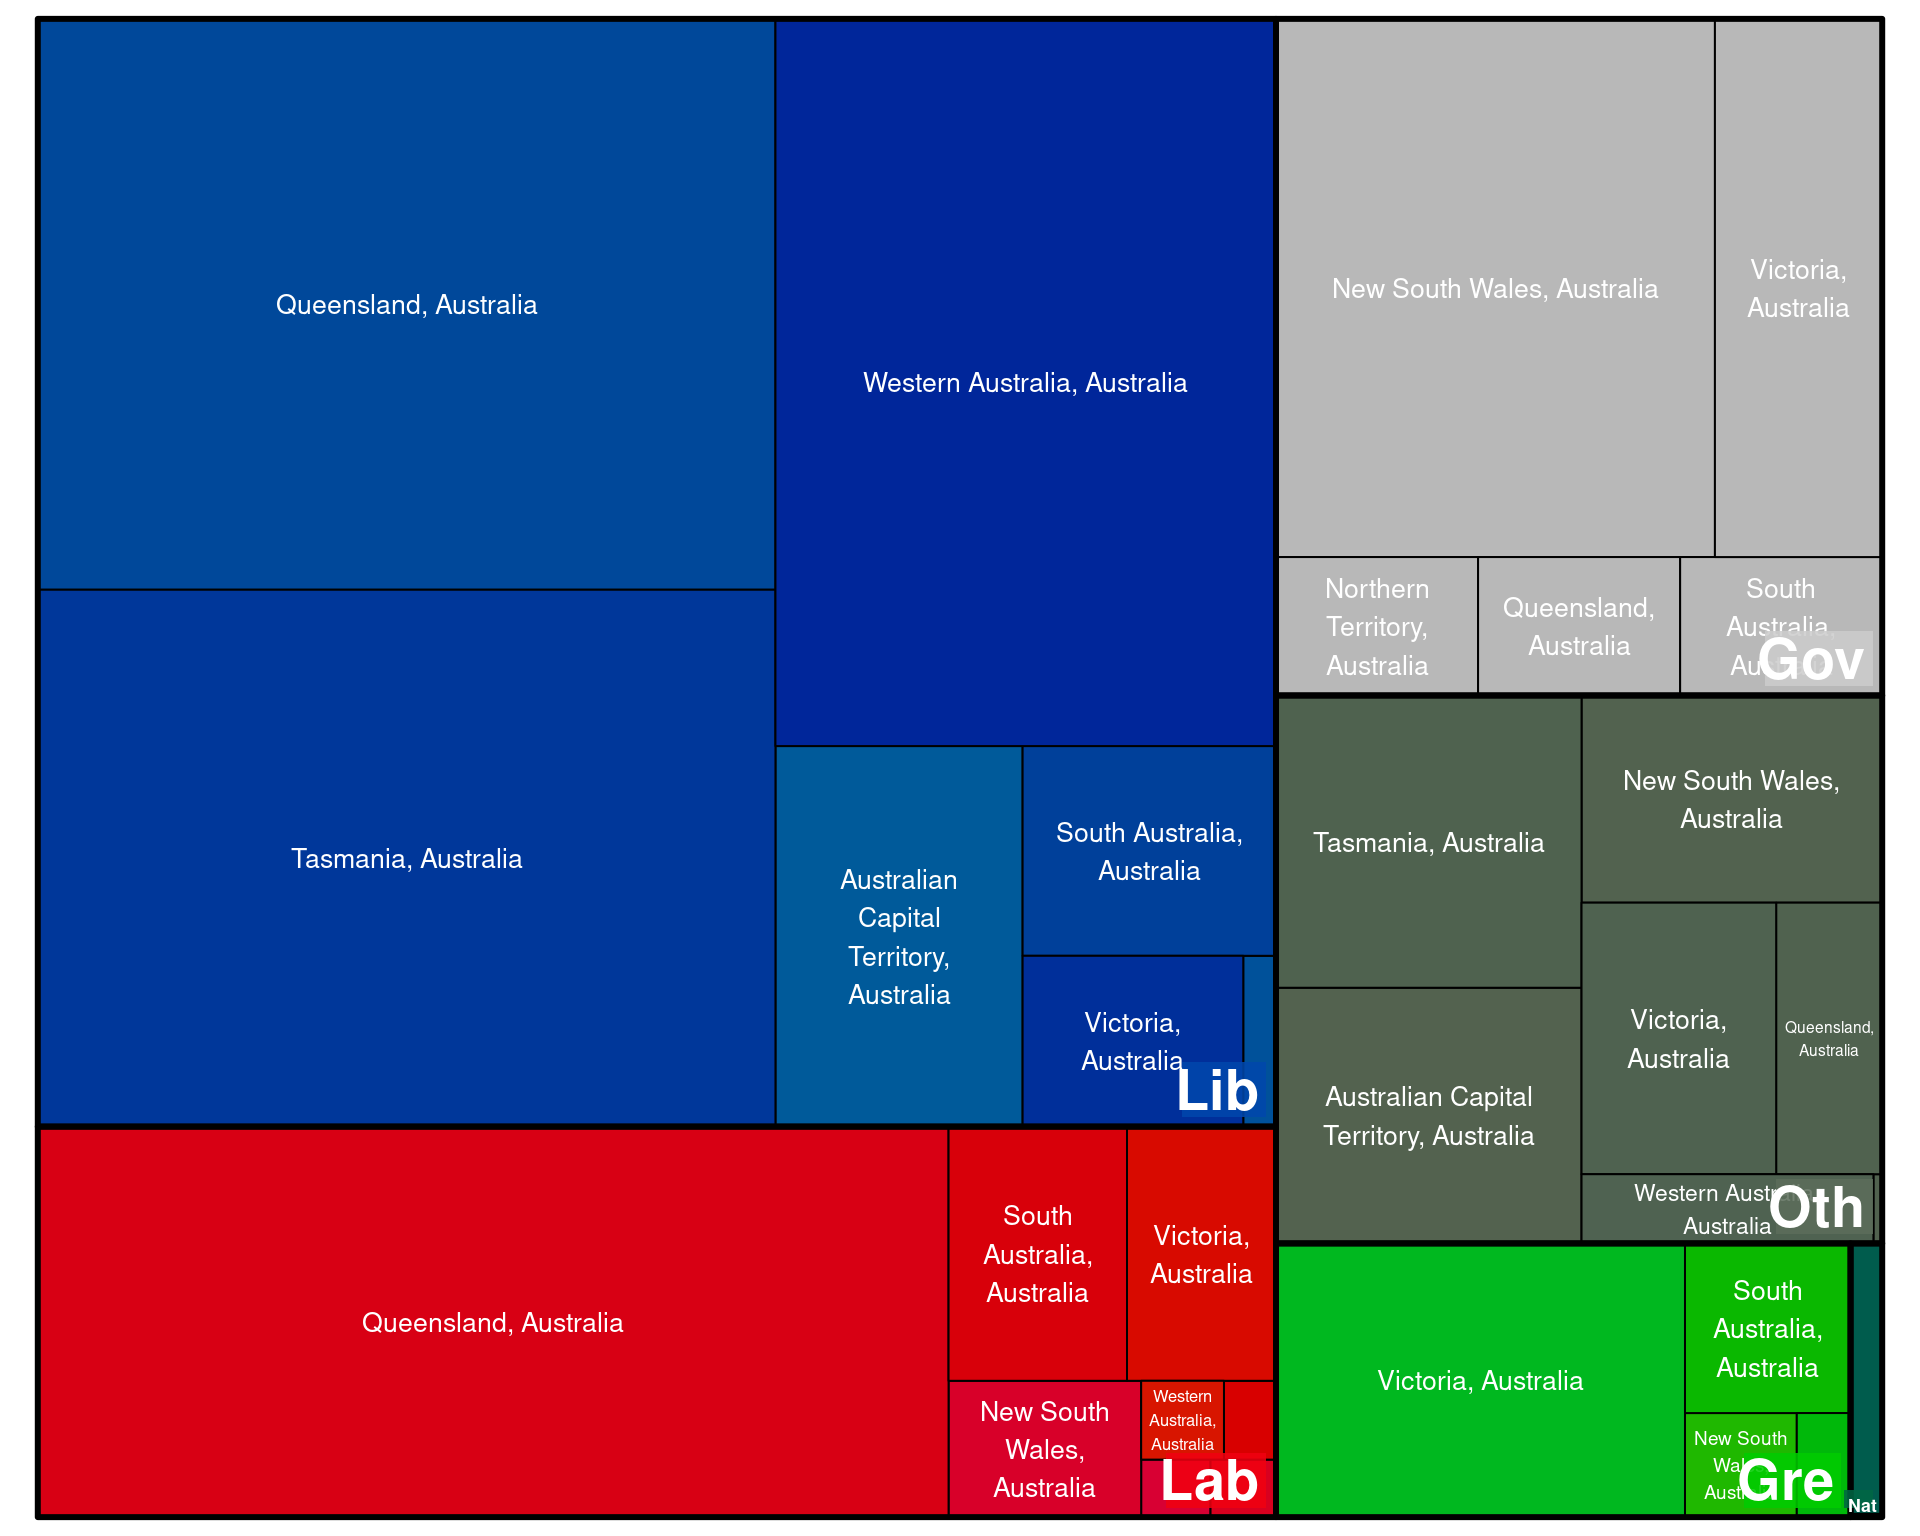 Queensland, Australia
Tasmania, Australia
Western Australia, Australia
Australian
Capital
Territory,
Australia
South Australia,
Australia
Victoria,
Australia
Lib
Queensland, Australia
South
Australia,
Australia
Victoria,
Australia
New South
Wales,
Australia
Western
Australia,
Australia
Lab
New South Wales, Australia
Victoria,
Australia
Northern
Territory,
Australia
Queensland,
Australia
South
Australia,
Gov
Tasmania, Australia
New South Wales,
Australia
Australian Capital
Territory, Australia
Victoria,
Australia
Queensland,
Australia
Western
Australia
Oth
Victoria, Australia
South
Australia,
Australia
New South
Gre
Nat